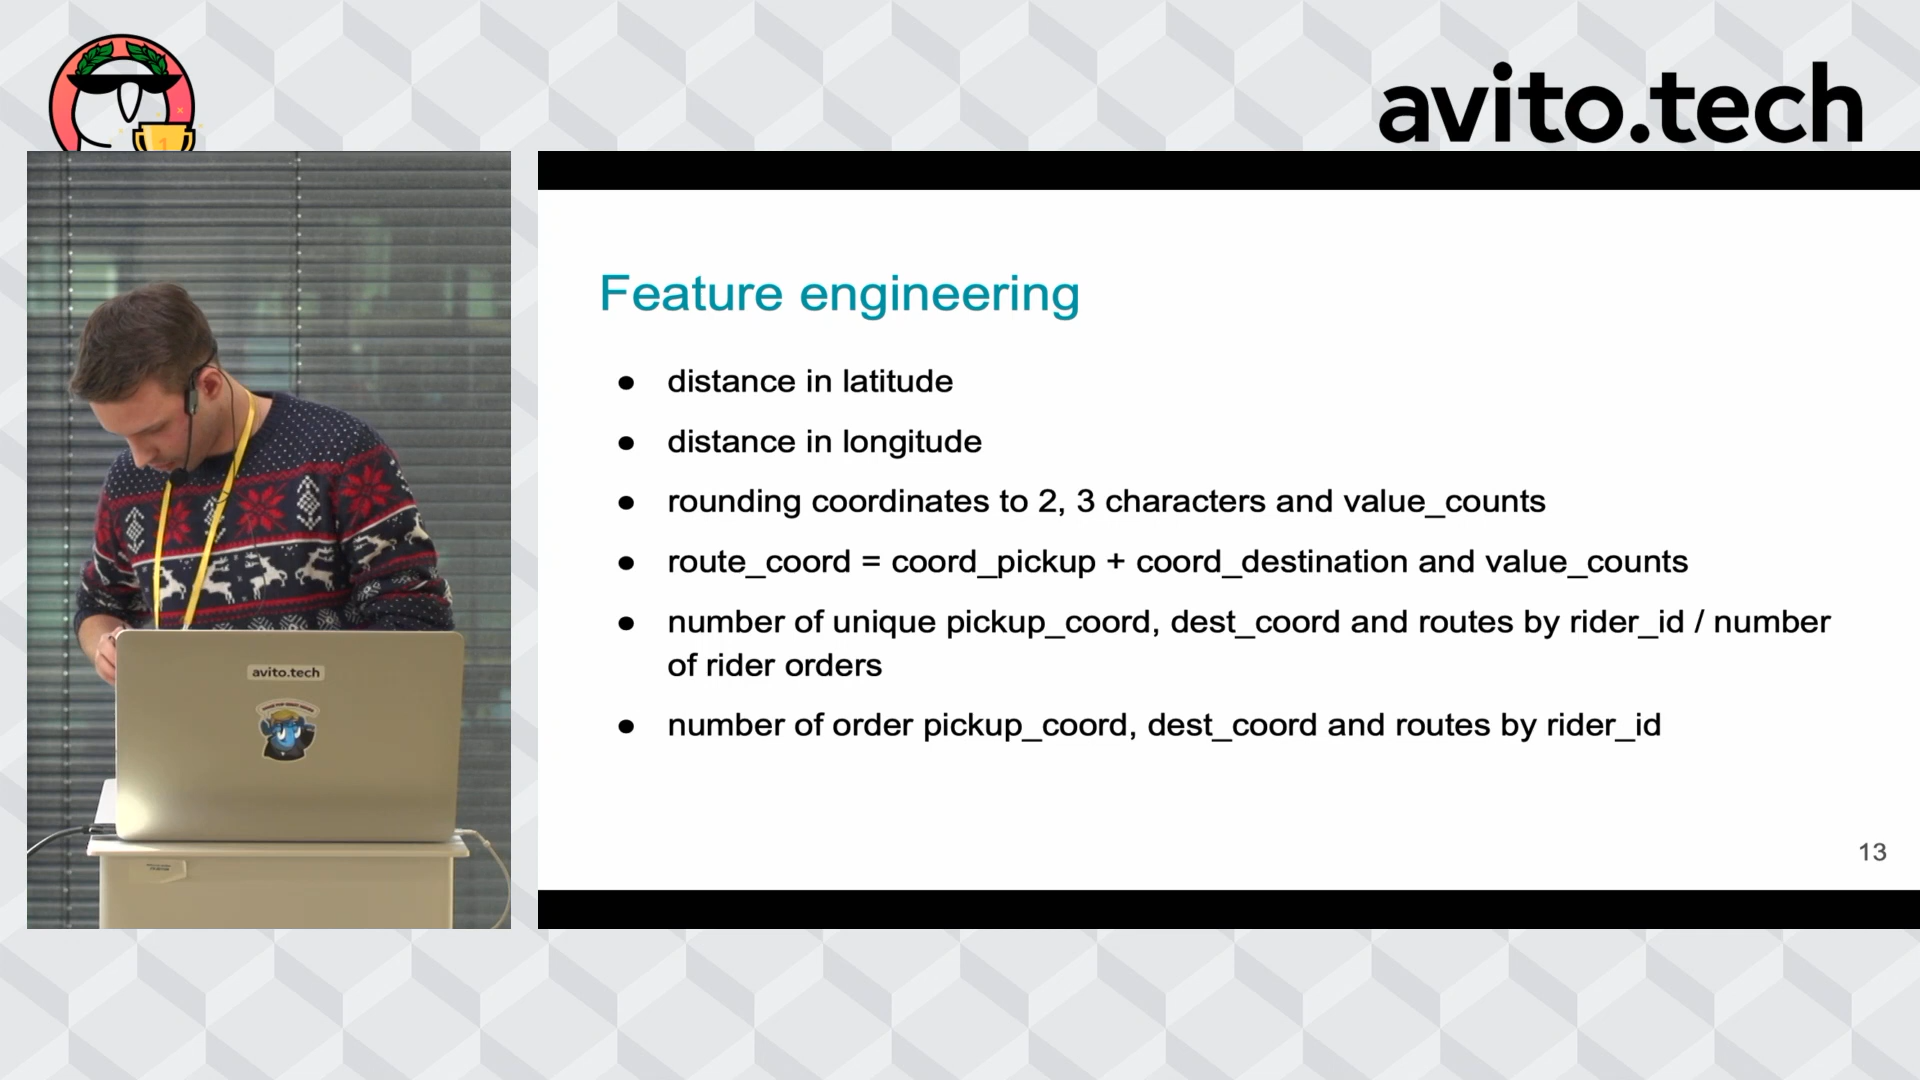 avito.tech
Feature engineering
● distance in latitude
● distance in longitude
● rounding coordinates to 2, 3 characters and value_counts
● route_coord = coord_pickup + coord_destination and value_counts
● number of unique pickup_coord, dest_coord and routes by rider_id / number
of rider orders
● number of order pickup_coord, dest_coord and routes by rider_id
13
avito.tech
1